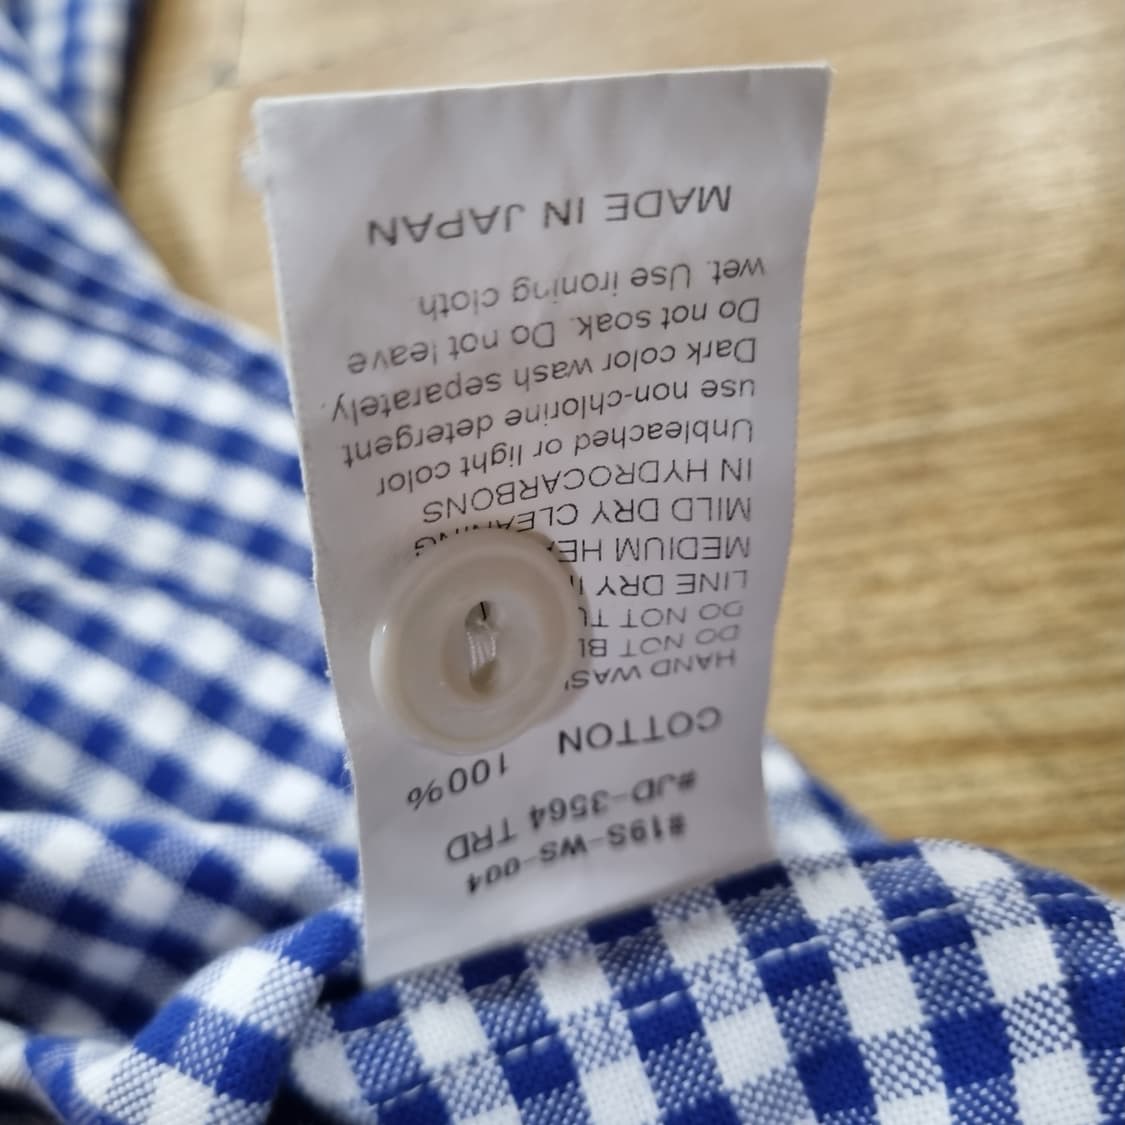 #19S-WS-004
#JD-3564 TRD
COTTON 100%
HAND WAS
DO NOT
DO NOT
LINE DRY
MEDIUM
MILD DRY CLEANING
IN HYDROCARBONS
Unbleached or light color
use non-chlorine detergent
Dark color wash separately.
Do not soak. Do not leave
wet. Use ironing cloth.
MADE IN JAPAN